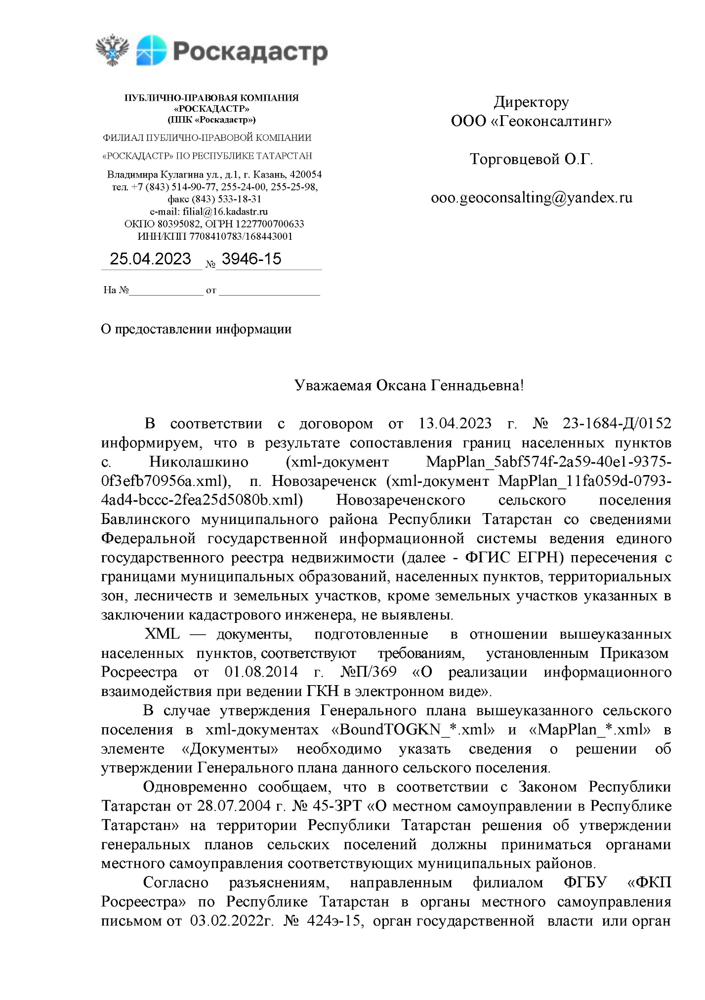 Роскадастр
ПУБЛИЧНО-ПРАВОВАЯ КОМПАНИЯ
«РОСКАДАСТР»
(ППК «Роскадастр»)
ФИЛИАЛ ПУБЛИЧНО-ПРАВОВОЙ КОМПАНИИ
«РОСКАДАСТР» ПО РЕСПУБЛИКЕ ТАТАРСТАН
Владимира Кулагина ул., д.1, г. Казань, 420054
тел. +7 (843) 514-90-77, 255-24-00, 255-25-98,
факс (843) 533-18-31
e-mail: filial@16.kadastr.ru
ОКПО 80395082, ОГРН 1227700700633
ИНН/КПП 7708410783/168443001
25.04.2023 № 3946-15
На №______________ от ___________________
Директору
ООО «Геоконсалтинг»
Торговцевой О.Г.
ooo.geoconsalting@yandex.ru
О предоставлении информации
Уважаемая Оксана Геннадьевна!
В соответствии с договором от 13.04.2023 г. № 23-1684-Д/0152
информируем, что в результате сопоставления границ населенных пунктов
с. Николашкино (xml-документ MapPlan_5abf574f-2a59-40e1-9375-
0f3efb70956a.xml), п. Новозареченск (xml-документ MapPlan_11fa059d-0793-
4ad4-bccc-2fea25d5080b.xml) Новозареченского сельского поселения
Бавлинского муниципального района Республики Татарстан со сведениями
Федеральной государственной информационной системы ведения единого
государственного реестра недвижимости (далее - ФГИС ЕГРН) пересечения с
границами муниципальных образований, населенных пунктов, территориальных
зон, лесничеств и земельных участков, кроме земельных участков указанных в
заключении кадастрового инженера, не выявлены.
XML — документы, подготовленные в отношении вышеуказанных
населенных пунктов, соответствуют требованиям, установленным Приказом
Росреестра от 01.08.2014 г. №П/369 «О реализации информационного
взаимодействия при ведении ГКН в электронном виде».
В случае утверждения Генерального плана вышеуказанного сельского
поселения в xml-документах «BoundTOGKN_*.xml» и «MapPlan_*.xml» в
элементе «Документы» необходимо указать сведения о решении об
утверждении Генерального плана данного сельского поселения.
Одновременно сообщаем, что в соответствии с Законом Республики
Татарстан от 28.07.2004 г. № 45-ЗРТ «О местном самоуправлении в Республике
Татарстан» на территории Республики Татарстан решения об утверждении
генеральных планов сельских поселений должны приниматься органами
местного самоуправления соответствующих муниципальных районов.
Согласно разъяснениям, направленным филиалом ФГБУ «ФКП
Росреестра» по Республике Татарстан в органы местного самоуправления
письмом от 03.02.2022г. № 424э-15, орган государственной власти или орган